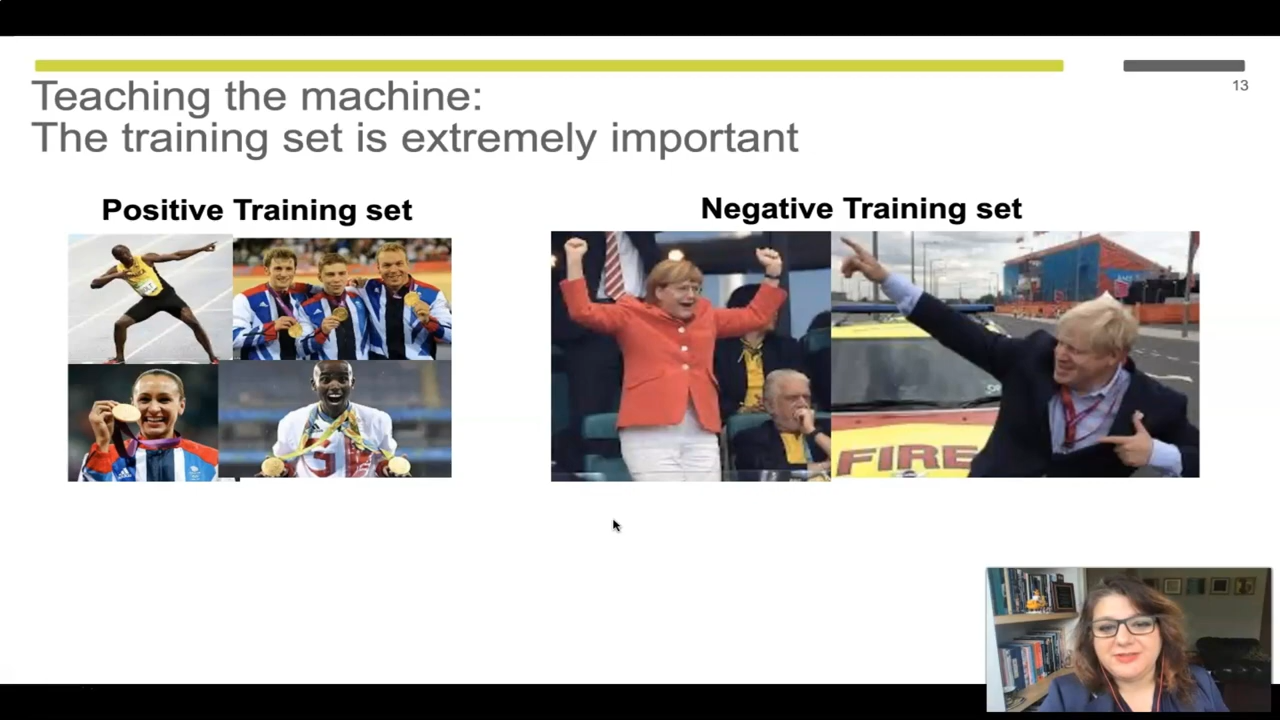 13
Teaching the machine:
The training set is extremely important
Positive Training set
Negative Training set
FIRE